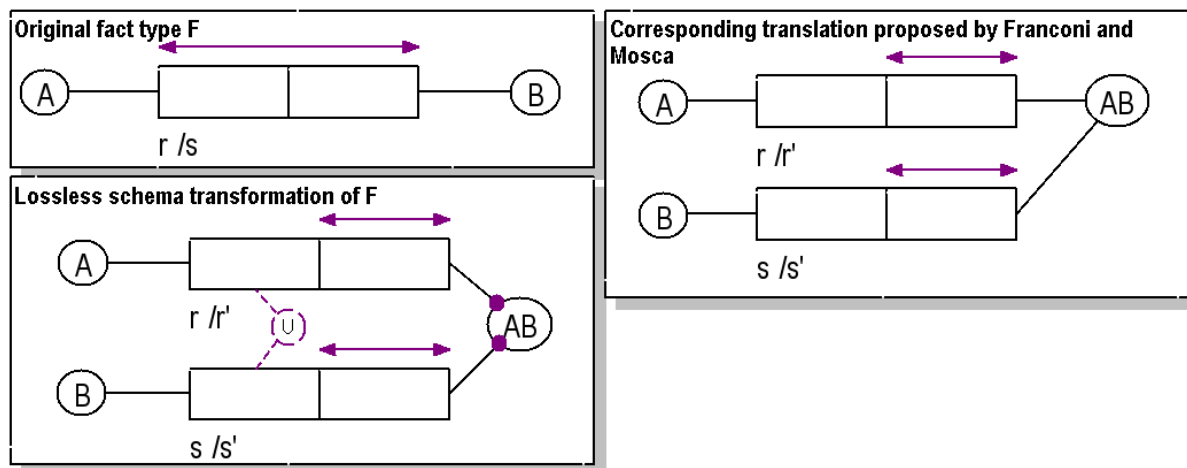 Original fact type F
A
B
r /s
Lossless schema transformation of F
A
r /r'
U
AB
B
s /s'
Corresponding translation proposed by Franconi and
Mosca
A
AB
r /r'
B
s /s'